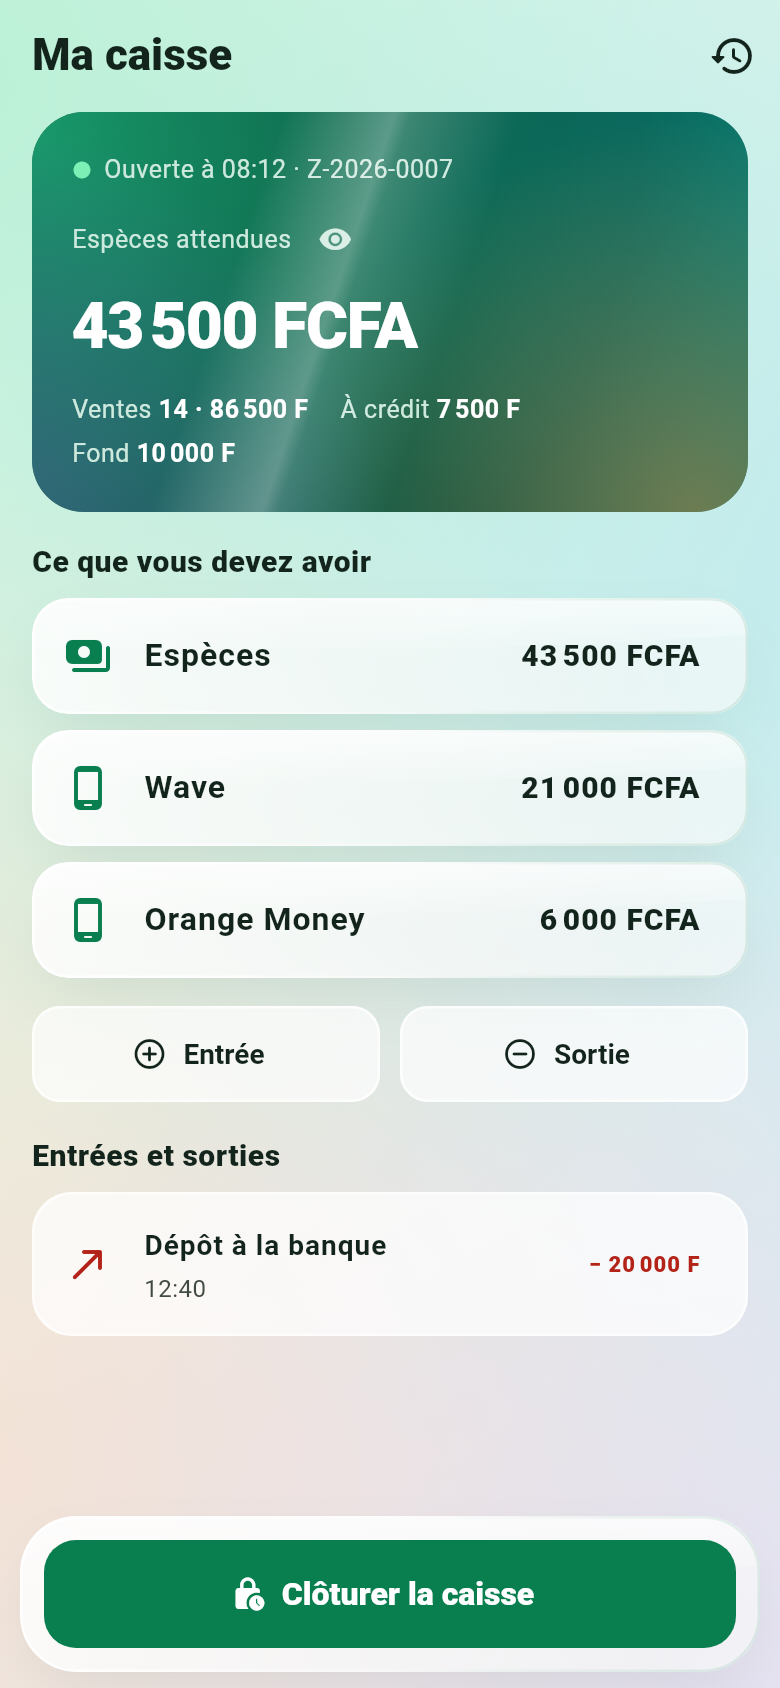 Ma caisse
Ouverte à 08:12 · Z-2026-0007
Espèces attendues
43 500 FCFA
Ventes 14 · 86 500 F À crédit 7 500 F
Fond 10 000 F
Ce que vous devez avoir
Espèces 43 500 FCFA
Wave 21 000 FCFA
Orange Money 6 000 FCFA
Entrée Sortie
Entrées et sorties
Dépôt à la banque
− 20 000 F
12:40
Clôturer la caisse